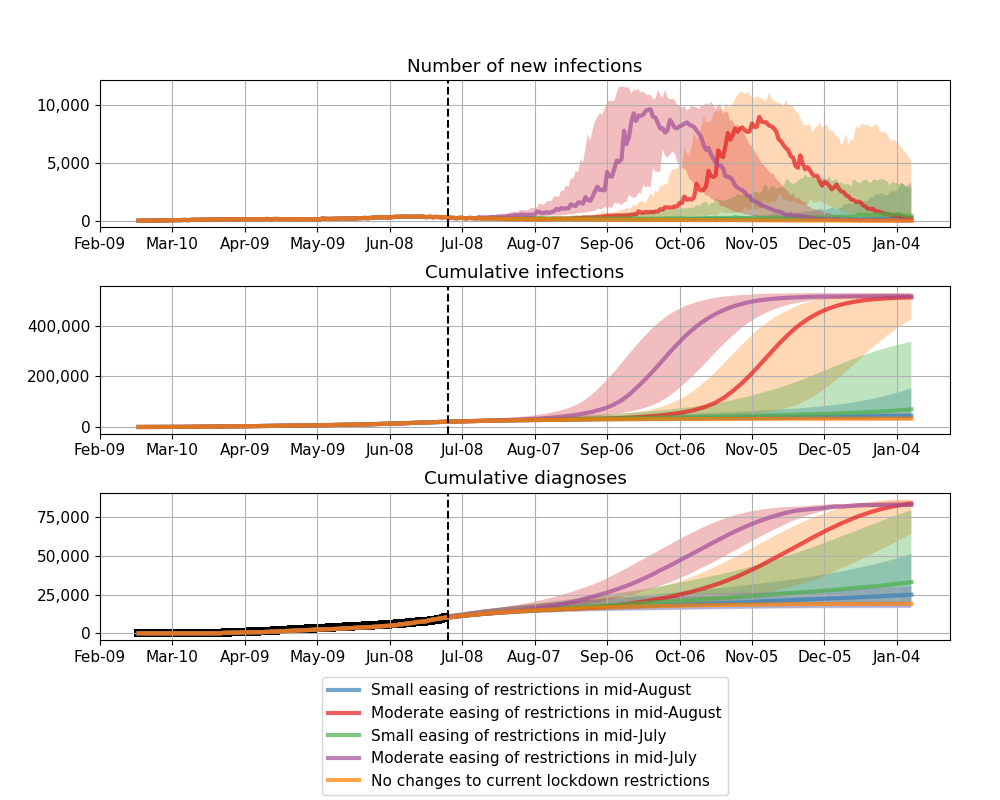 Number of new infections
10,000
5,000
0
Feb-09 Mar-10 Apr-09 May-09 Jun-08 Jul-08 Aug-07 Sep-06 Oct-06 Nov-05 Dec-05 Jan-04
Cumulative infections
400,000
200,000
0
Feb-09 Mar-10 Apr-09 May-09 Jun-08 Jul-08 Aug-07 Sep-06 Oct-06 Nov-05 Dec-05 Jan-04
Cumulative diagnoses
75,000
50,000
25,000
0
Feb-09 Mar-10 Apr-09 May-09 Jun-08 Jul-08 Aug-07 Sep-06 Oct-06 Nov-05 Dec-05 Jan-04
Small easing of restrictions in mid-August
Moderate easing of restrictions in mid-August
Small easing of restrictions in mid-July
Moderate easing of restrictions in mid-July
No changes to current lockdown restrictions